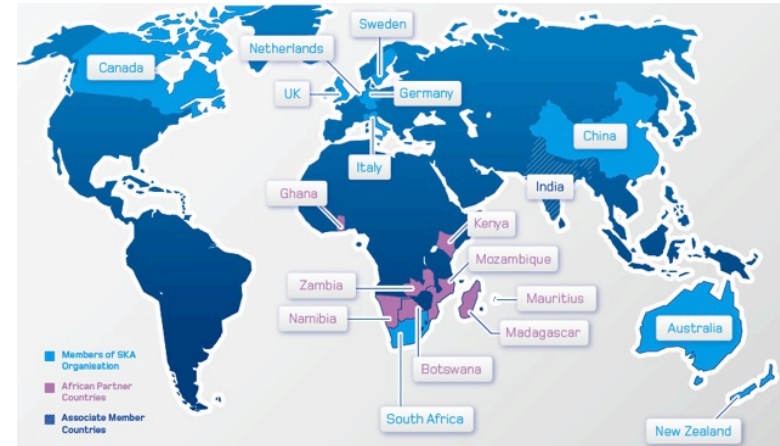 Sweden
Netherlands
Canada
UK
Germany
China
Italy
India
Ghana
Kenya
Mozambique
Zambia
Mauritius
Namibia
Madagascar
Australia
Botswana
South Africa
New Zealand
Members of SKA
Organisation
African Partner
Countries
Associate Member
Countries